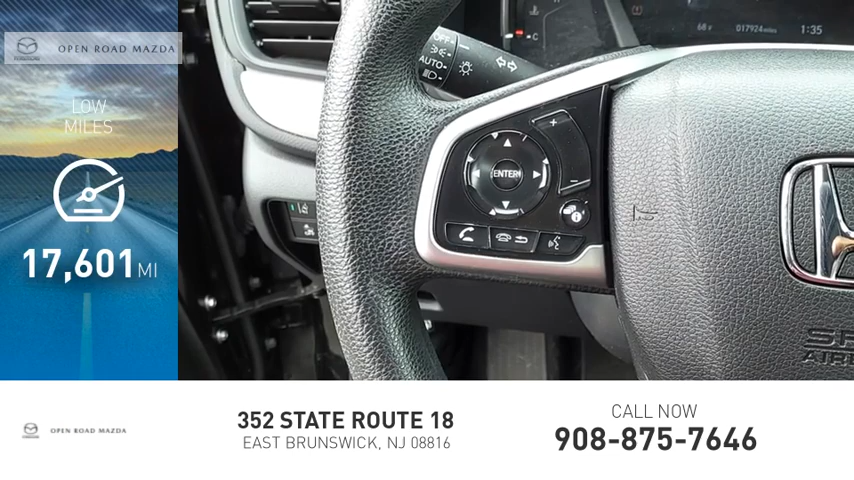 OPEN ROAD MAZDA
LOW
MILES
17,601 MI
OFF
AUTO
68 F 017924 miles 1:35
C
+
ENTER
-
352 STATE ROUTE 18
EAST BRUNSWICK, NJ 08816
CALL NOW
908-875-7646
OPEN ROAD MAZDA